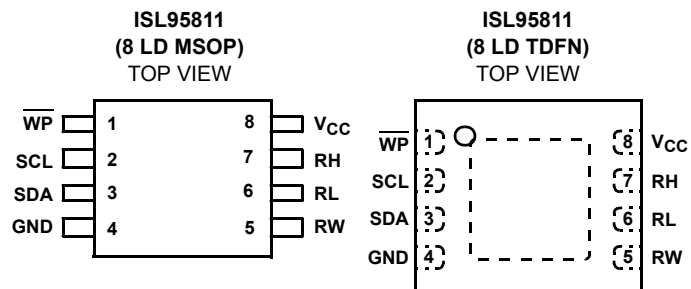 ISL95811
(8 LD MSOP)
TOP VIEW
WP 1 8 VCC
SCL 2 7 RH
SDA 3 6 RL
GND 4 5 RW
ISL95811
(8 LD TDFN)
TOP VIEW
WP 1 8 VCC
SCL 2 7 RH
SDA 3 6 RL
GND 4 5 RW